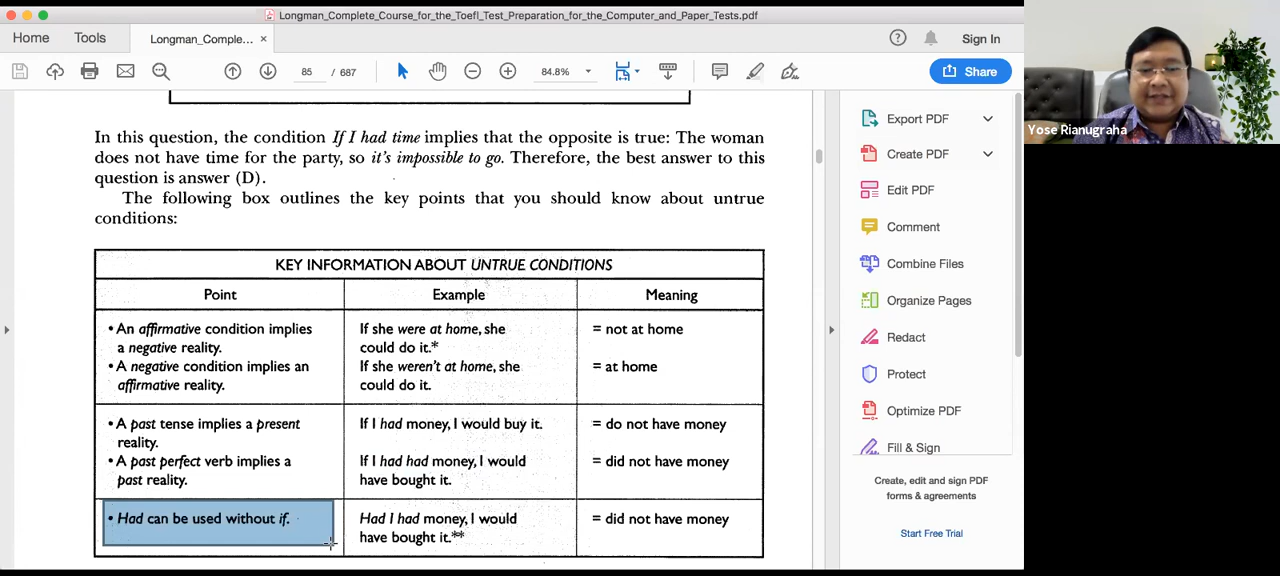 Longman_Complete_Course_for_the_Toefl_Test_Preparation_for_the_Computer_and_Paper_Tests.pdf
Home Tools Longman_Comple... × Sign In
85 / 687 84.8% Share
In this question, the condition If I had time implies that the opposite is true: The woman
does not have time for the party, so it's impossible to go. Therefore, the best answer to this
question is answer (D).
The following box outlines the key points that you should know about untrue
conditions:
KEY INFORMATION ABOUT UNTRUE CONDITIONS
Point Example Meaning
• An affirmative condition implies If she were at home, she = not at home
a negative reality. could do it.*
• A negative condition implies an If she weren't at home, she = at home
affirmative reality. could do it.
• A past tense implies a present If I had money, I would buy it. = do not have money
reality.
• A past perfect verb implies a If I had had money, I would = did not have money
past reality. have bought it.
• Had can be used without if. Had I had money, I would = did not have money
have bought it.**
Export PDF
Create PDF
Edit PDF
Comment
Combine Files
Organize Pages
Redact
Protect
Optimize PDF
Fill & Sign
Create, edit and sign PDF
forms & agreements
Start Free Trial
Yose Rianugraha